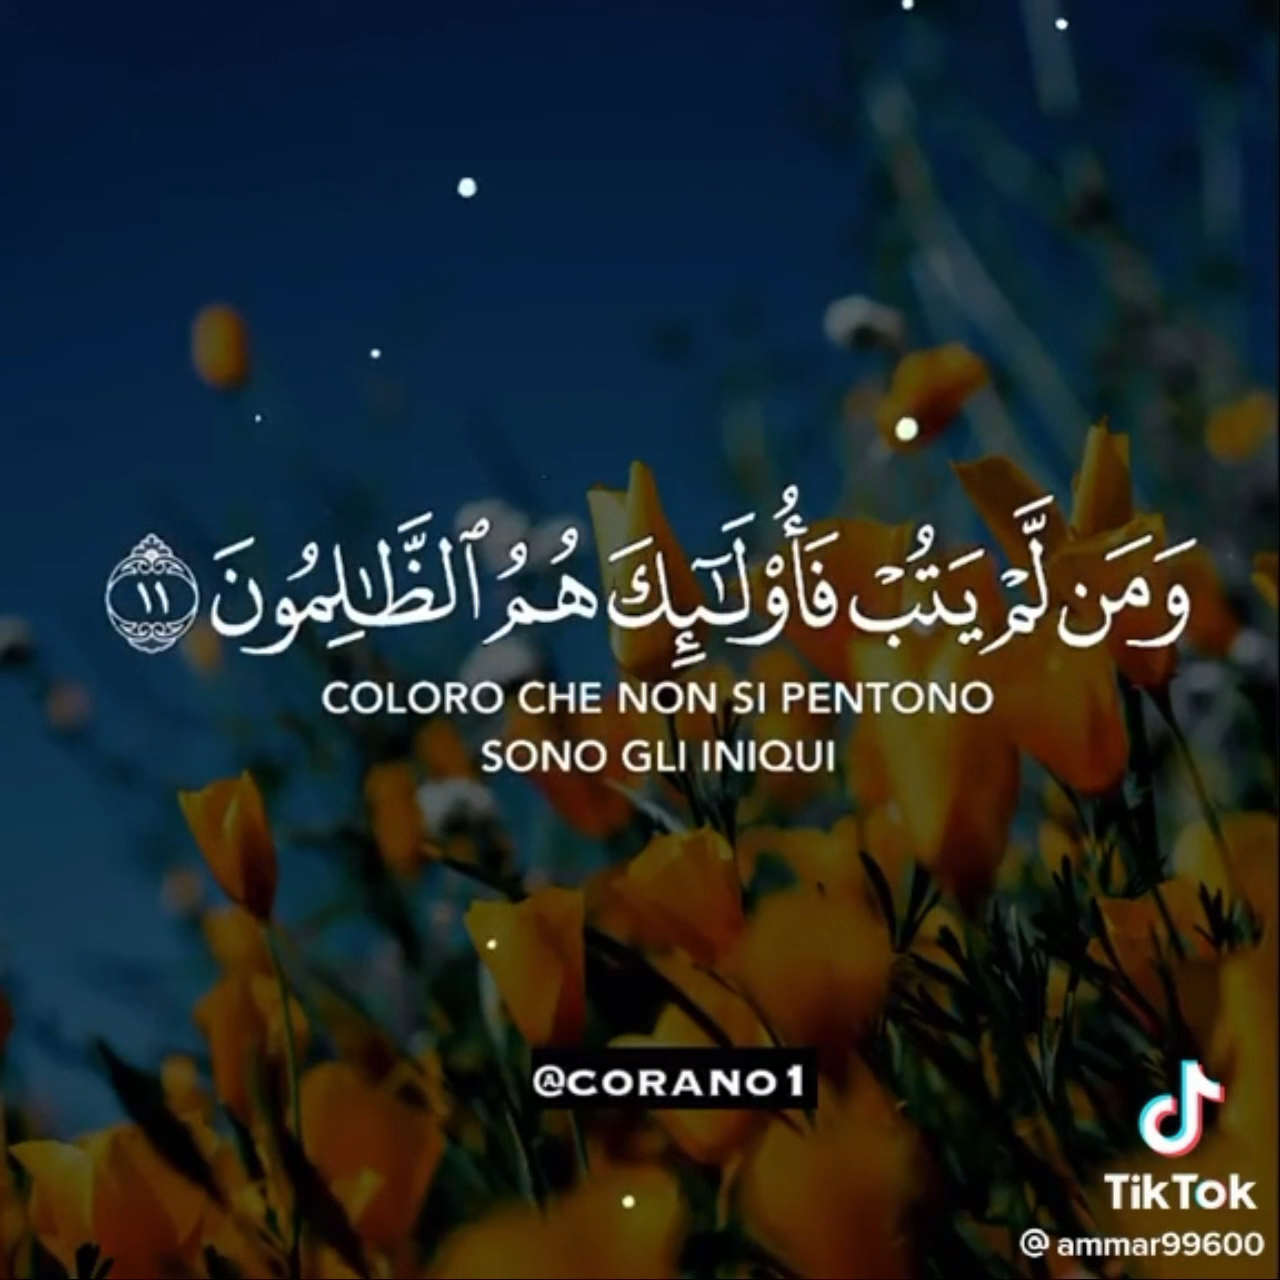 وَمَن لَّمْ يَتُبْ فَأُو۟لَـٰٓئِكَ هُمُ ٱلظَّـٰلِمُونَ ١١
COLORO CHE NON SI PENTONO
SONO GLI INIQUI
@CORANO1
TikTok
@ammar99600